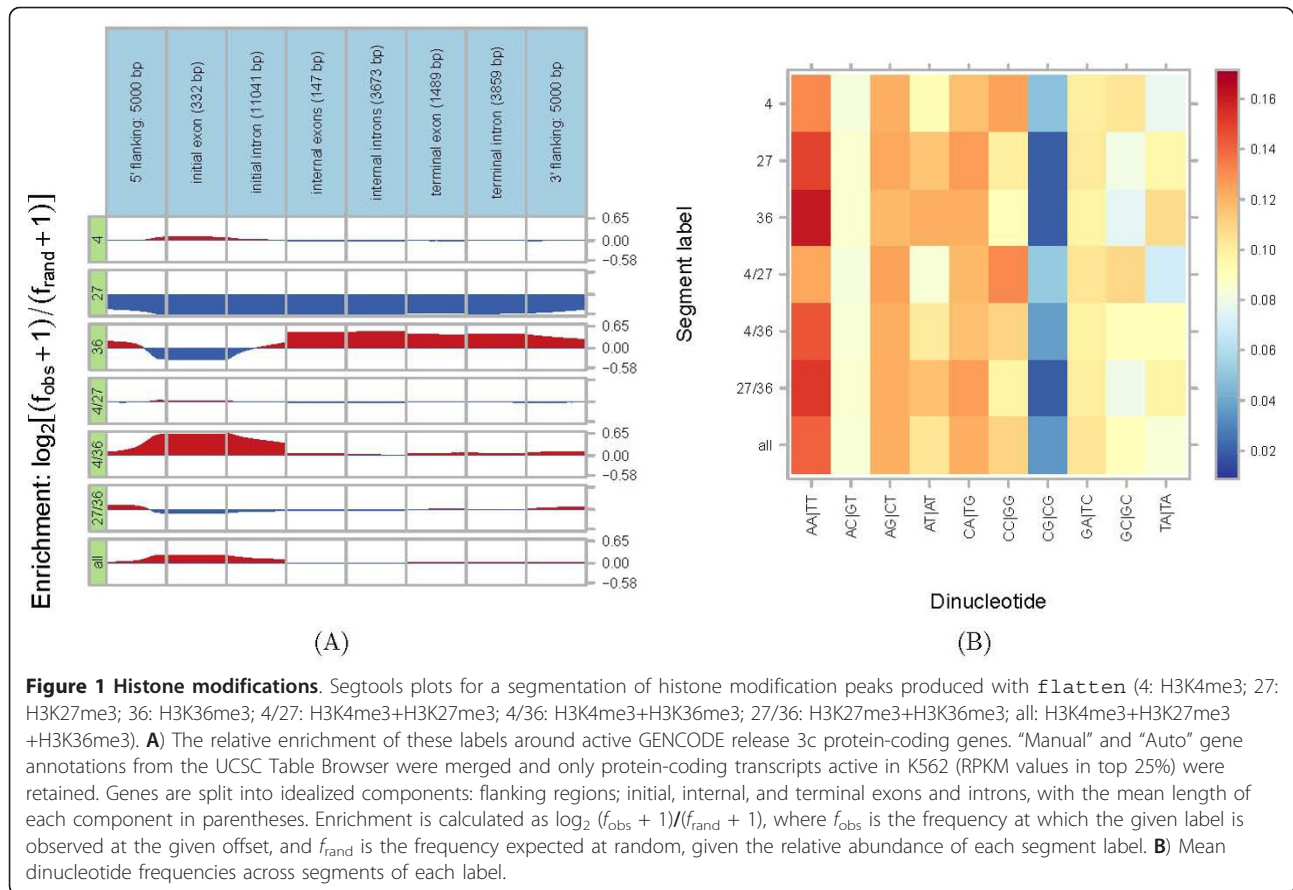 Enrichment: log2[(fobs+1)/(frand+1)]
5' flanking: 5000 bp
initial exon (332 bp)
initial intron (11041 bp)
internal exons (147 bp)
internal introns (3673 bp)
terminal exon (1489 bp)
terminal intron (3859 bp)
3' flanking: 5000 bp
4
0.65
0.00
−0.58
27
36
0.65
0.00
−0.58
4/27
4/36
0.65
0.00
−0.58
27/36
all
0.65
0.00
−0.58
(A)
Segment label
4
27
36
4/27
4/36
27/36
all
AA|TT
AC|GT
AG|CT
AT|AT
CA|TG
CC|GG
CG|CG
GA|TC
GC|GC
TA|TA
Dinucleotide
0.16
0.14
0.12
0.10
0.08
0.06
0.04
0.02
(B)
Figure 1 Histone modifications. Segtools plots for a segmentation of histone modification peaks produced with flatten (4: H3K4me3; 27:
H3K27me3; 36: H3K36me3; 4/27: H3K4me3+H3K27me3; 4/36: H3K4me3+H3K36me3; 27/36: H3K27me3+H3K36me3; all: H3K4me3+H3K27me3
+H3K36me3). A) The relative enrichment of these labels around active GENCODE release 3c protein-coding genes. “Manual” and “Auto” gene
annotations from the UCSC Table Browser were merged and only protein-coding transcripts active in K562 (RPKM values in top 25%) were
retained. Genes are split into idealized components: flanking regions; initial, internal, and terminal exons and introns, with the mean length of
each component in parentheses. Enrichment is calculated as log2 (fobs + 1)/(frand + 1), where fobs is the frequency at which the given label is
observed at the given offset, and frand is the frequency expected at random, given the relative abundance of each segment label. B) Mean
dinucleotide frequencies across segments of each label.